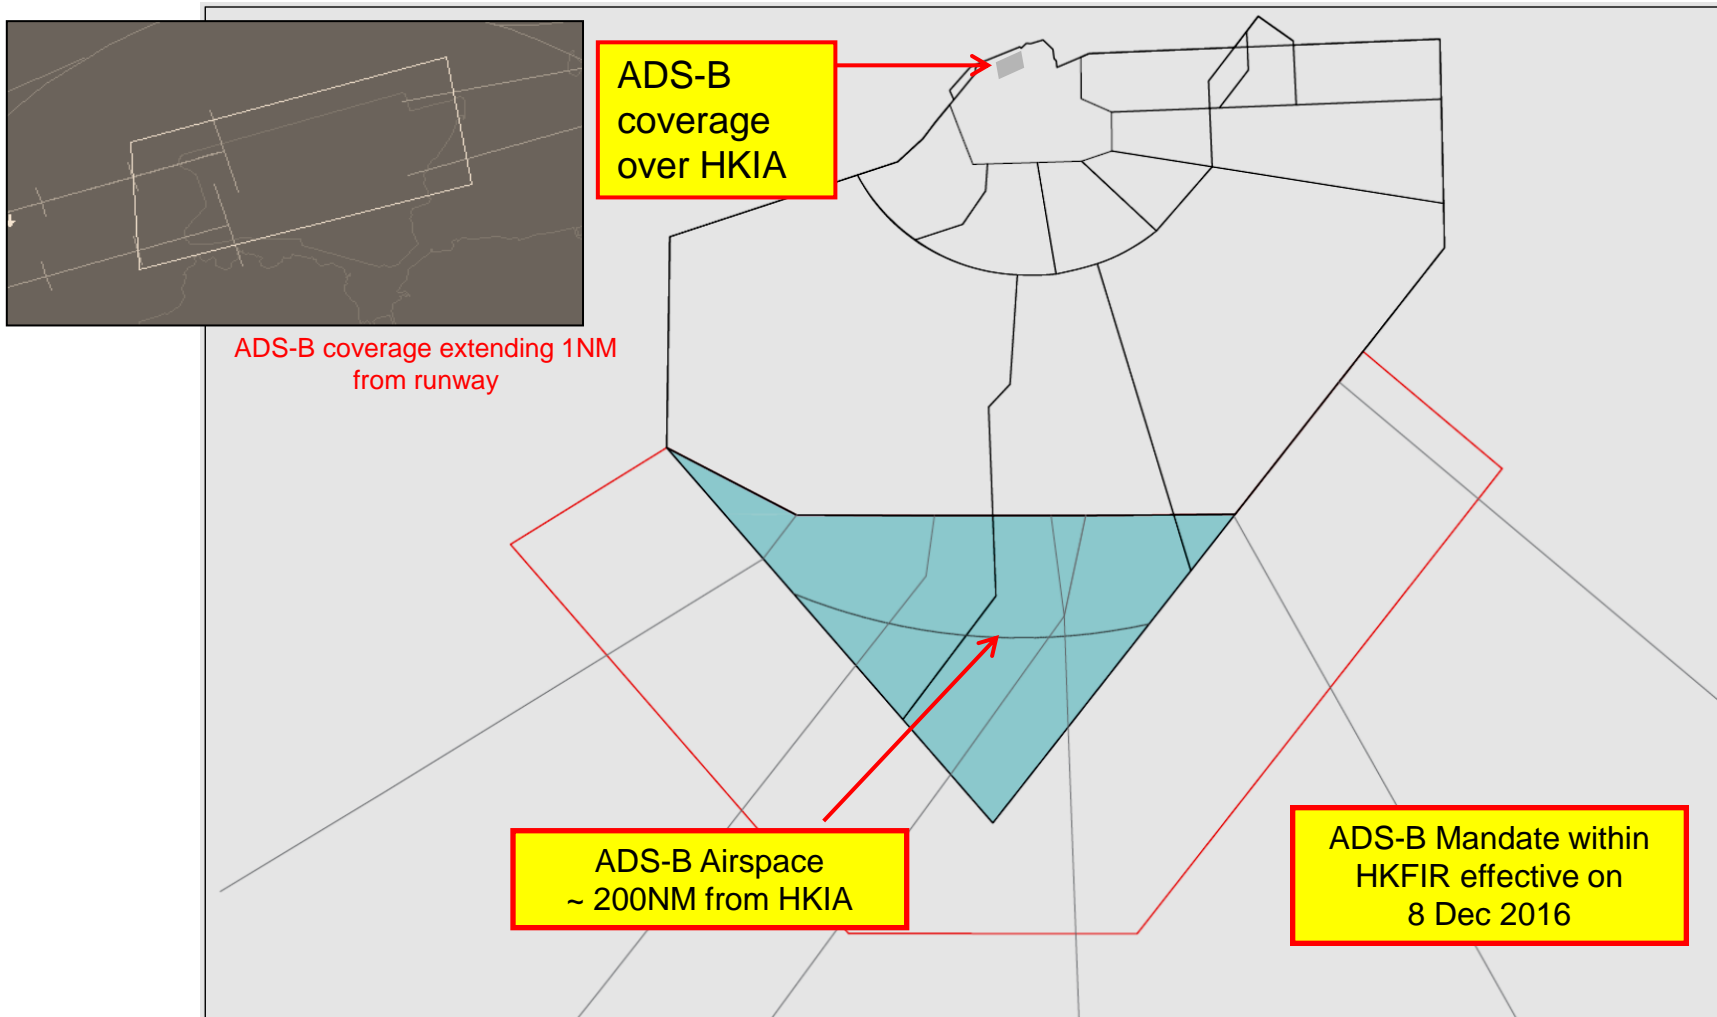 ADS-B
coverage
over HKIA
ADS-B coverage extending 1NM
from runway
ADS-B Airspace
~ 200NM from HKIA
ADS-B Mandate within
HKFIR effective on
8 Dec 2016